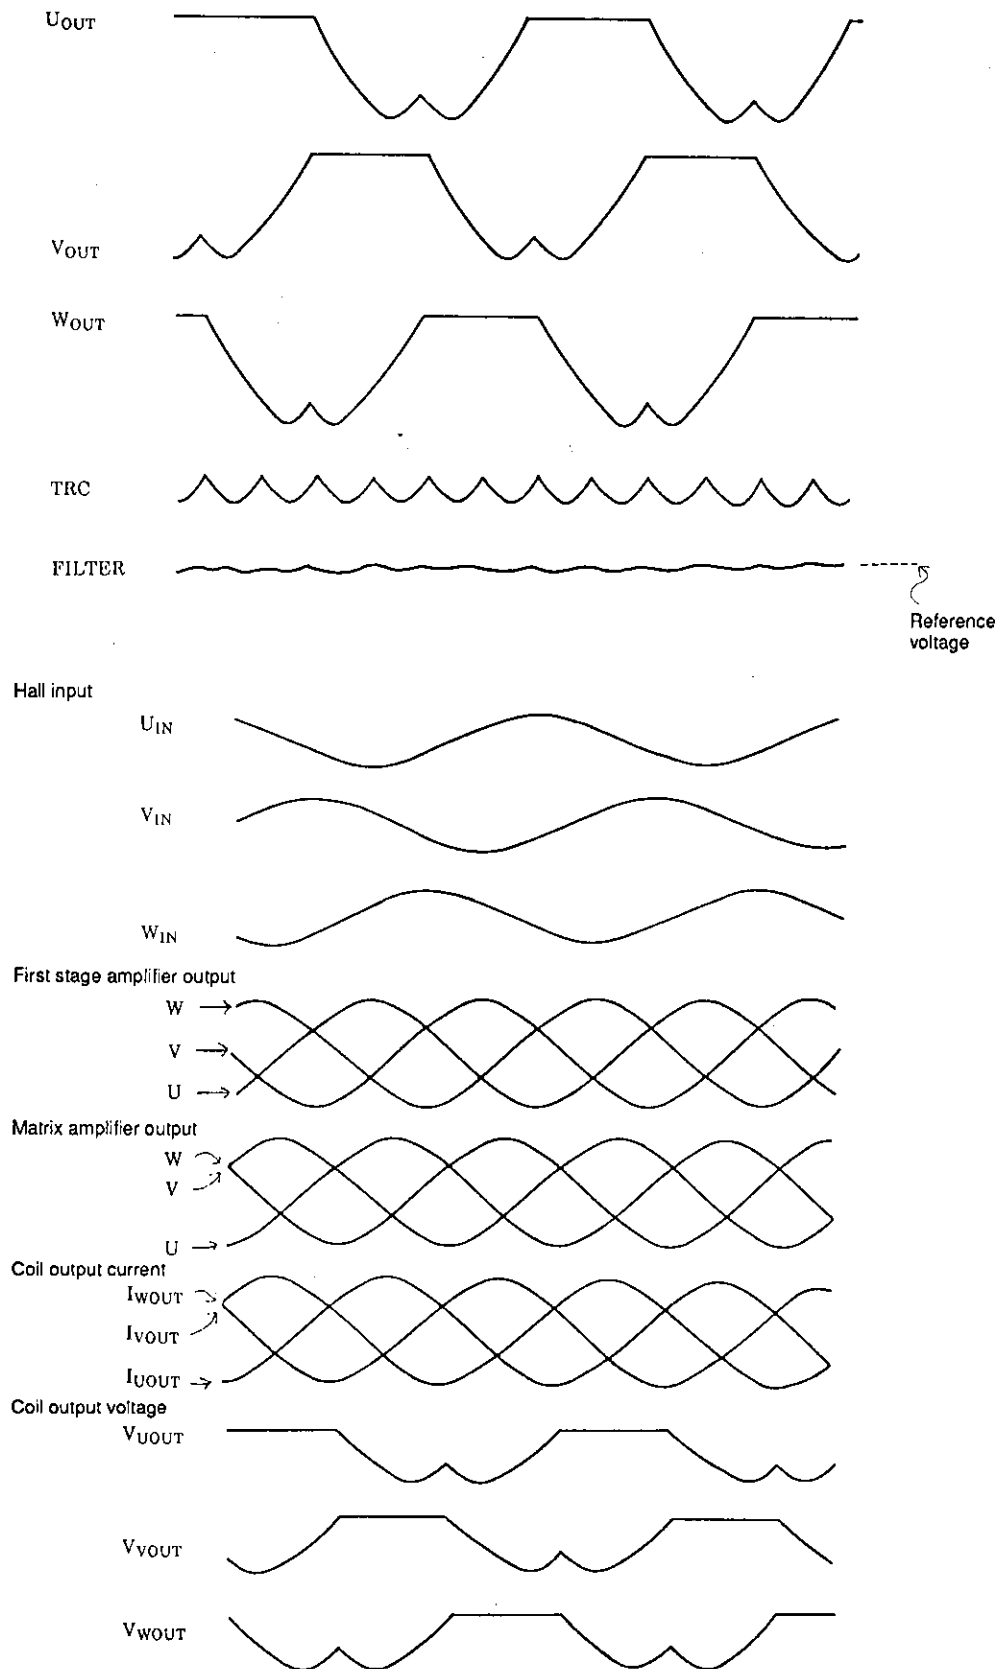 UOUT
VOUT
WOUT
TRC
FILTER
Reference
voltage
Hall input
UIN
VIN
WIN
First stage amplifier output
W
V
U
Matrix amplifier output
W
V
U
Coil output current
IWOUT
IVOUT
IUOUT
Coil output voltage
VUOUT
VVOUT
VWOUT